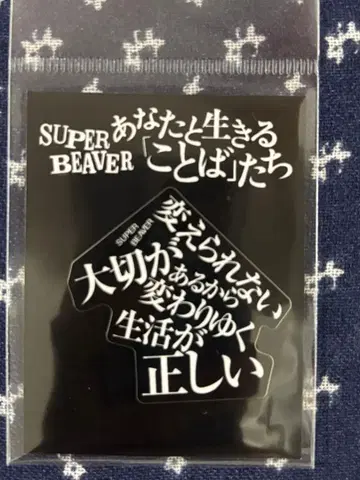 SUPER
BEAVER
あなたと生きる
「ことば」たち
SUPER
BEAVER
変えられない
大切が、
あるから
変わりゆく
生活が
正しい